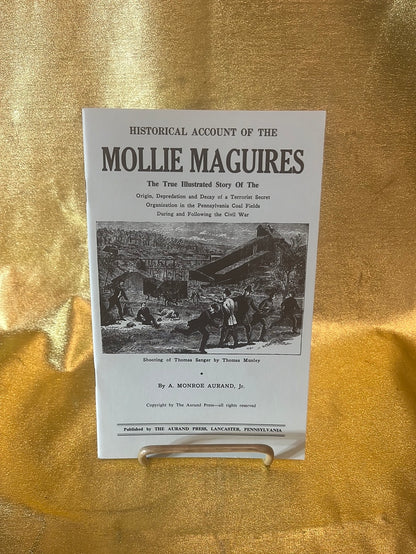 HISTORICAL ACCOUNT OF THE
MOLLIE MAGUIRES
The True Illustrated Story Of The
Origin, Depredation and Decay of a Terrorist Secret
Organization in the Pennsylvania Coal Fields
During and Following the Civil War
Shooting of Thomas Sanger by Thomas Munley
By A. MONROE AURAND, Jr.
Copyright by The Aurand Press—all rights reserved
Published by THE AURAND PRESS, LANCASTER, PENNSYLVANIA